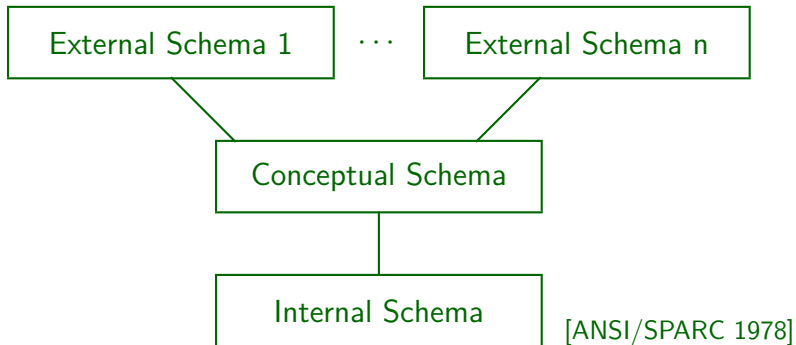 External Schema 1 ··· External Schema n
Conceptual Schema
Internal Schema
[ANSI/SPARC 1978]